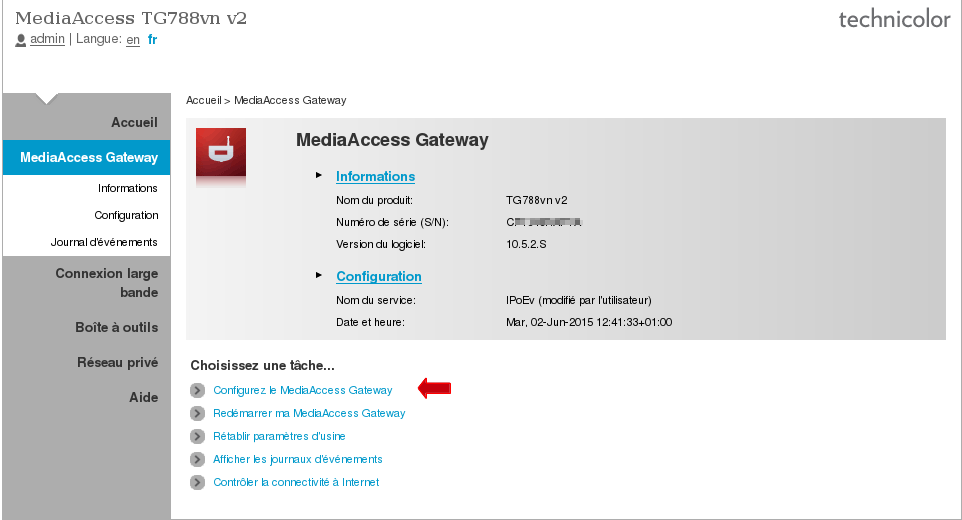 MediaAccess TG788vn v2
technicolor
admin | Langue: en fr
Accueil > MediaAccess Gateway
Accueil
MediaAccess Gateway
Informations
Configuration
Journal d'événements
Connexion large
bande
Boîte à outils
Réseau privé
Aide
MediaAccess Gateway
Informations
Nom du produit: TG788vn v2
Numéro de série (S/N):
Version du logiciel: 10.5.2.S
Configuration
Nom du service: IPoEv (modifié par l'utilisateur)
Date et heure: Mar, 02-Jun-2015 12:41:33+01:00
Choisissez une tâche...
Configurez le MediaAccess Gateway
Redémarrer ma MediaAccess Gateway
Rétablir paramètres d'usine
Afficher les journaux d'événements
Contrôler la connectivité à Internet